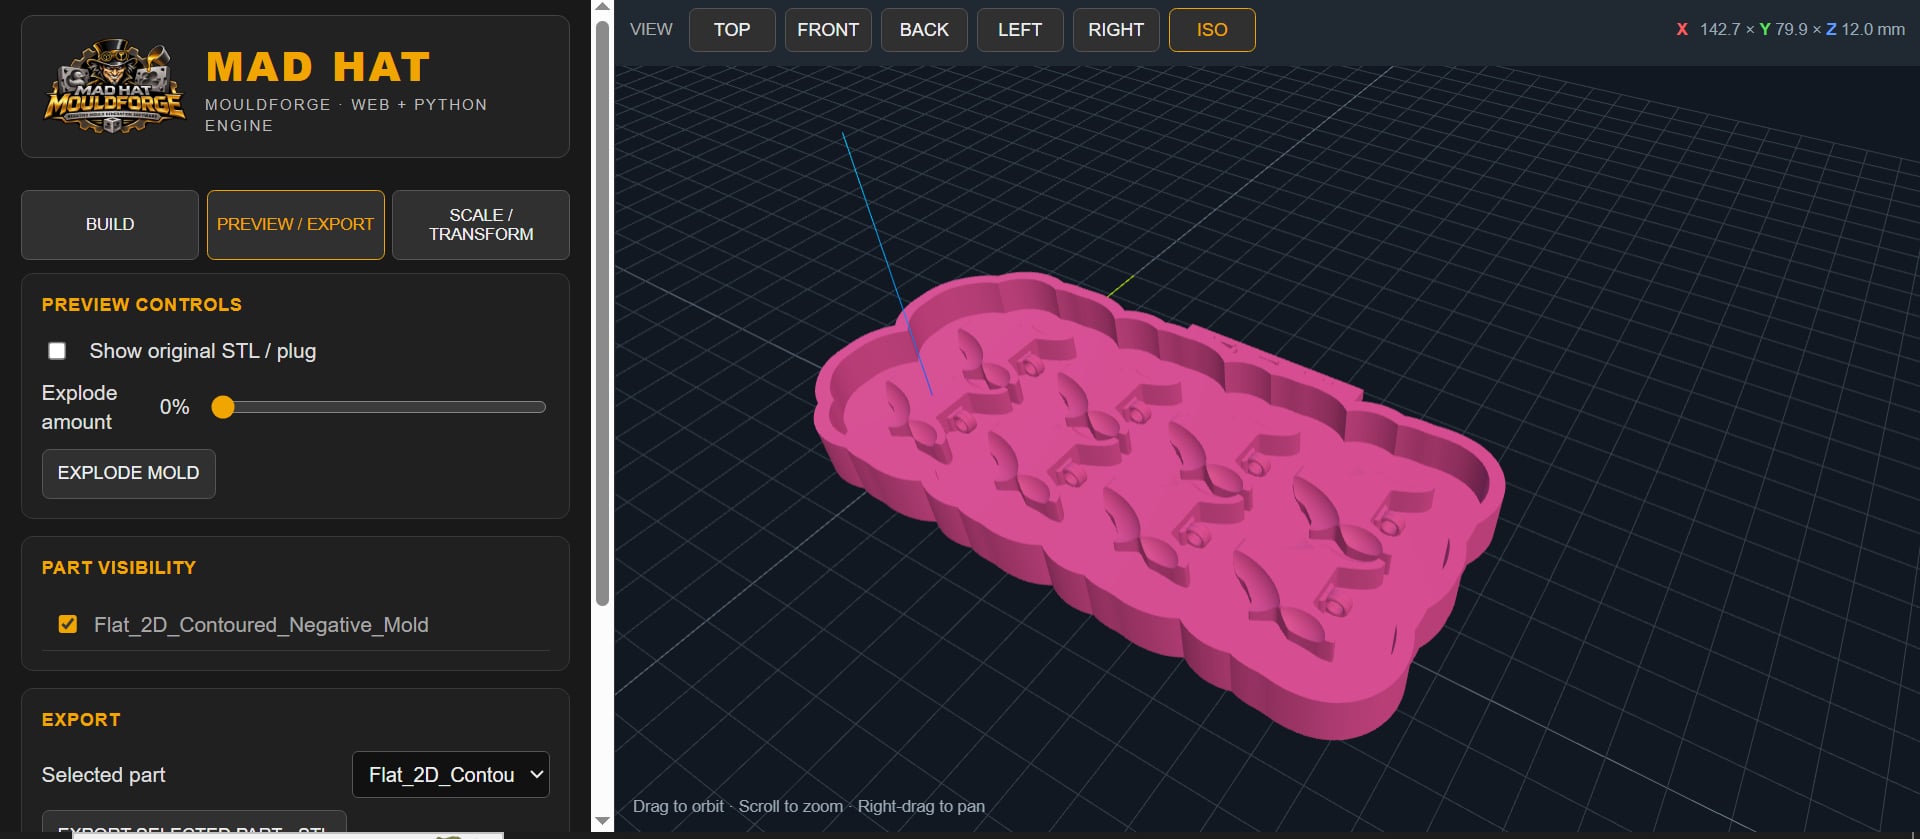 MAD HAT
MOULDFORGE
MAD HAT
MOULDFORGE · WEB + PYTHON
ENGINE
BUILD
PREVIEW / EXPORT
SCALE /
TRANSFORM
PREVIEW CONTROLS
Show original STL / plug
Explode
amount
0%
EXPLODE MOLD
PART VISIBILITY
Flat_2D_Contoured_Negative_Mold
EXPORT
Selected part
Flat_2D_Contou
VIEW
TOP
FRONT
BACK
LEFT
RIGHT
ISO
X 142.7 × Y 79.9 × Z 12.0 mm
Drag to orbit · Scroll to zoom · Right-drag to pan